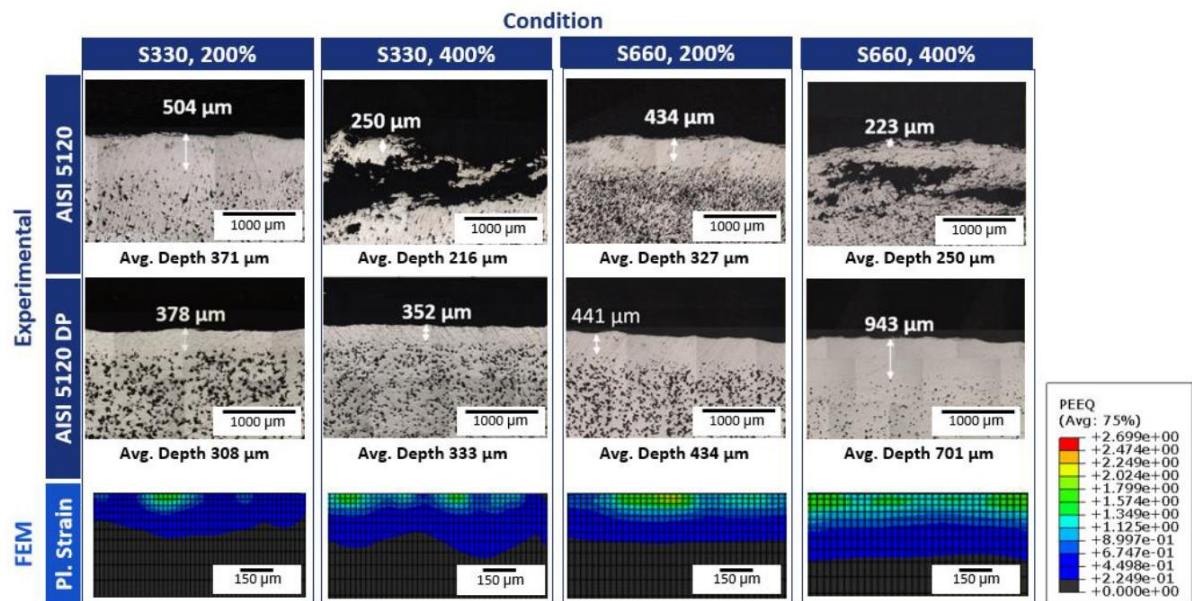 Condition
S330, 200%
S330, 400%
S660, 200%
S660, 400%
Experimental
AISI 5120
504 µm
1000 µm
Avg. Depth 371 µm
250 µm
1000 µm
Avg. Depth 216 µm
434 µm
1000 µm
Avg. Depth 327µm
223 µm
1000 µm
Avg. Depth 250 µm
AISI 5120 DP
378 µm
1000 µm
Avg. Depth 308 µm
352 µm
1000 µm
Avg. Depth 333 µm
441 µm
1000 µm
Avg. Depth 434 µm
943 µm
1000 µm
Avg. Depth 701 µm
FEM
Pl. Strain
150 µm
150 µm
150 µm
150 µm
PEEQ
(Avg: 75%)
+2.699e+00
+2.474e+00
+2.249e+00
+2.024e+00
+1.799e+00
+1.574e+00
+1.349e+00
+1.125e+00
+8.997e-01
+6.747e-01
+4.498e-01
+2.249e-01
+0.000e+00